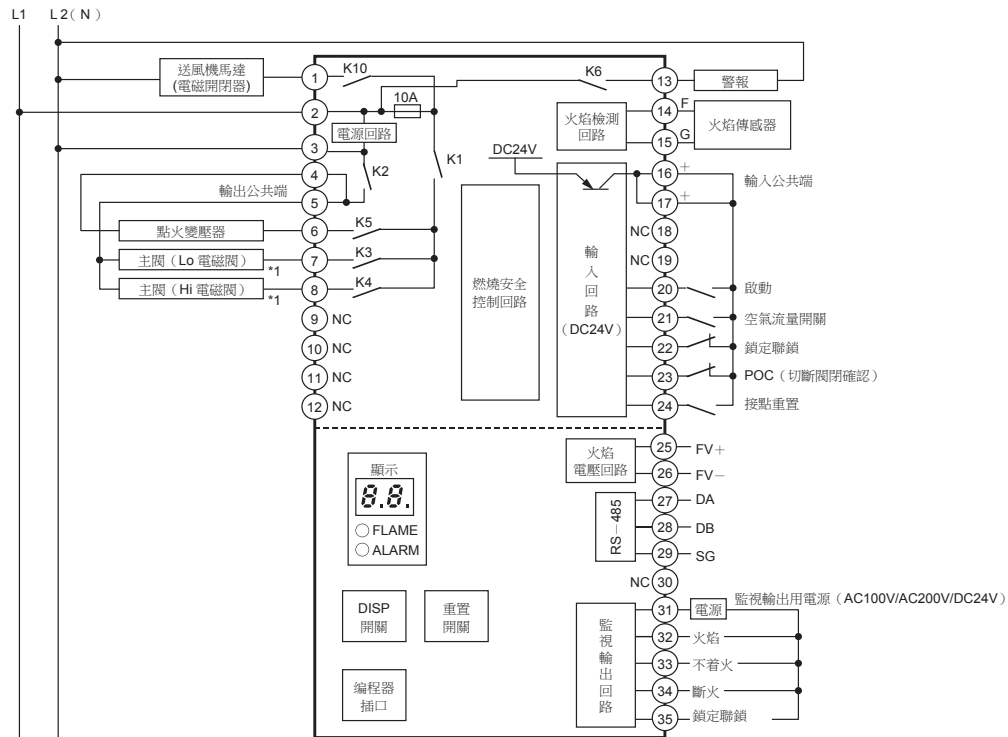 L1 L2(N)
送風機馬達
(電磁開閉器)
1
K10
K6
13
警報
2
10A
火焰檢測
回路
14
F
火焰傳感器
15
G
電源回路
3
K2
K1
DC24V
4
輸出公共端
5
16
+
輸入公共端
17
+
點火變壓器
6
K5
NC
18
主閥(Lo 電磁閥)
*1
7
K3
NC
19
主閥(Hi 電磁閥)
*1
8
K4
燃燒安全
控制回路
輸
入
回
路
(DC24V)
20
啟動
9
NC
21
空氣流量開關
10
NC
22
鎖定聯鎖
11
NC
23
POC(切斷閥閉確認)
12
NC
24
接點重置
火焰
電壓回路
25
FV+
26
FV-
顯示
8.8.
FLAME
ALARM
RS-485
27
DA
28
DB
29
SG
NC
30
DISP
開關
重置
開關
编程器
插口
監
視
輸
出
回
路
31
電源
監視輸出用電源(AC100V/AC200V/DC24V)
32
火焰
33
不着火
34
斷火
35
鎖定聯鎖